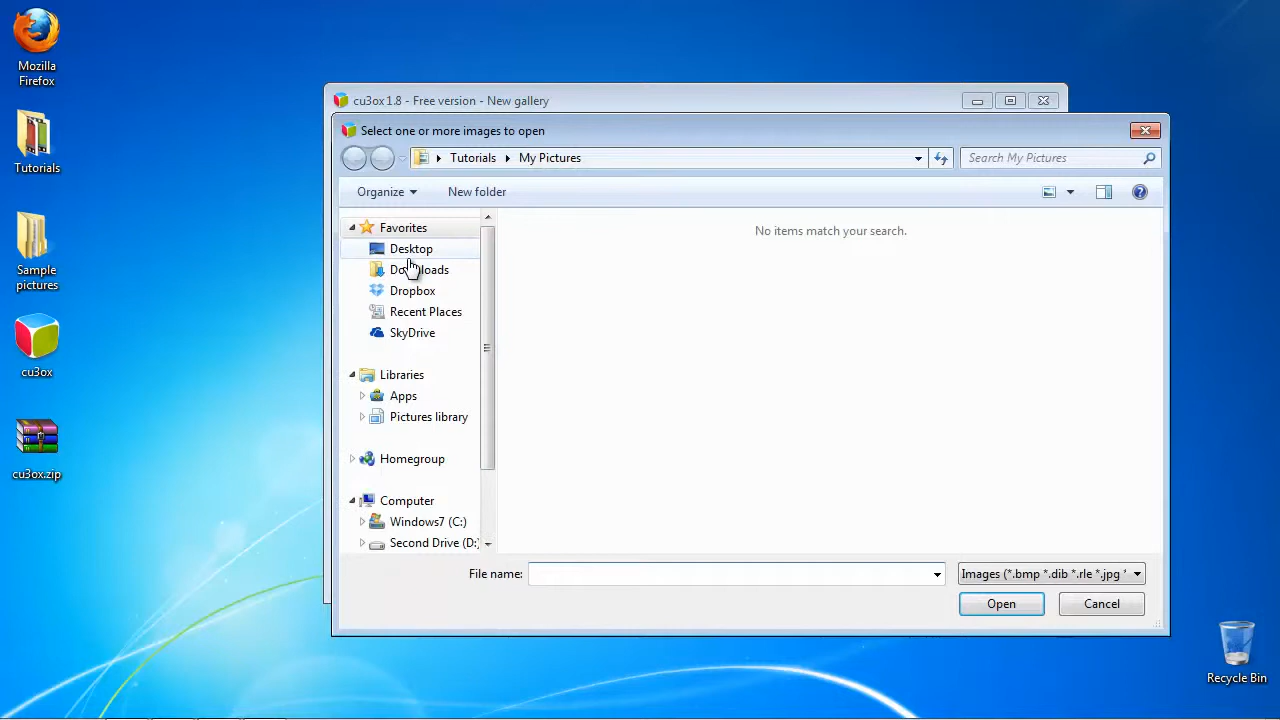 Mozilla
Firefox
Tutorials
Sample
pictures
cu3ox
cu3ox.zip
cu3ox 1.8 - Free version - New gallery
Select one or more images to open
Tutorials
My Pictures
Search My Pictures
Organize
New folder
Favorites
Desktop
Downloads
Dropbox
Recent Places
SkyDrive
Libraries
Apps
Pictures library
Homegroup
Computer
Windows7 (C:)
Second Drive (D:
No items match your search.
File name:
Images (*.bmp *.dib *.rle *.jpg *
Open
Cancel
Recycle Bin